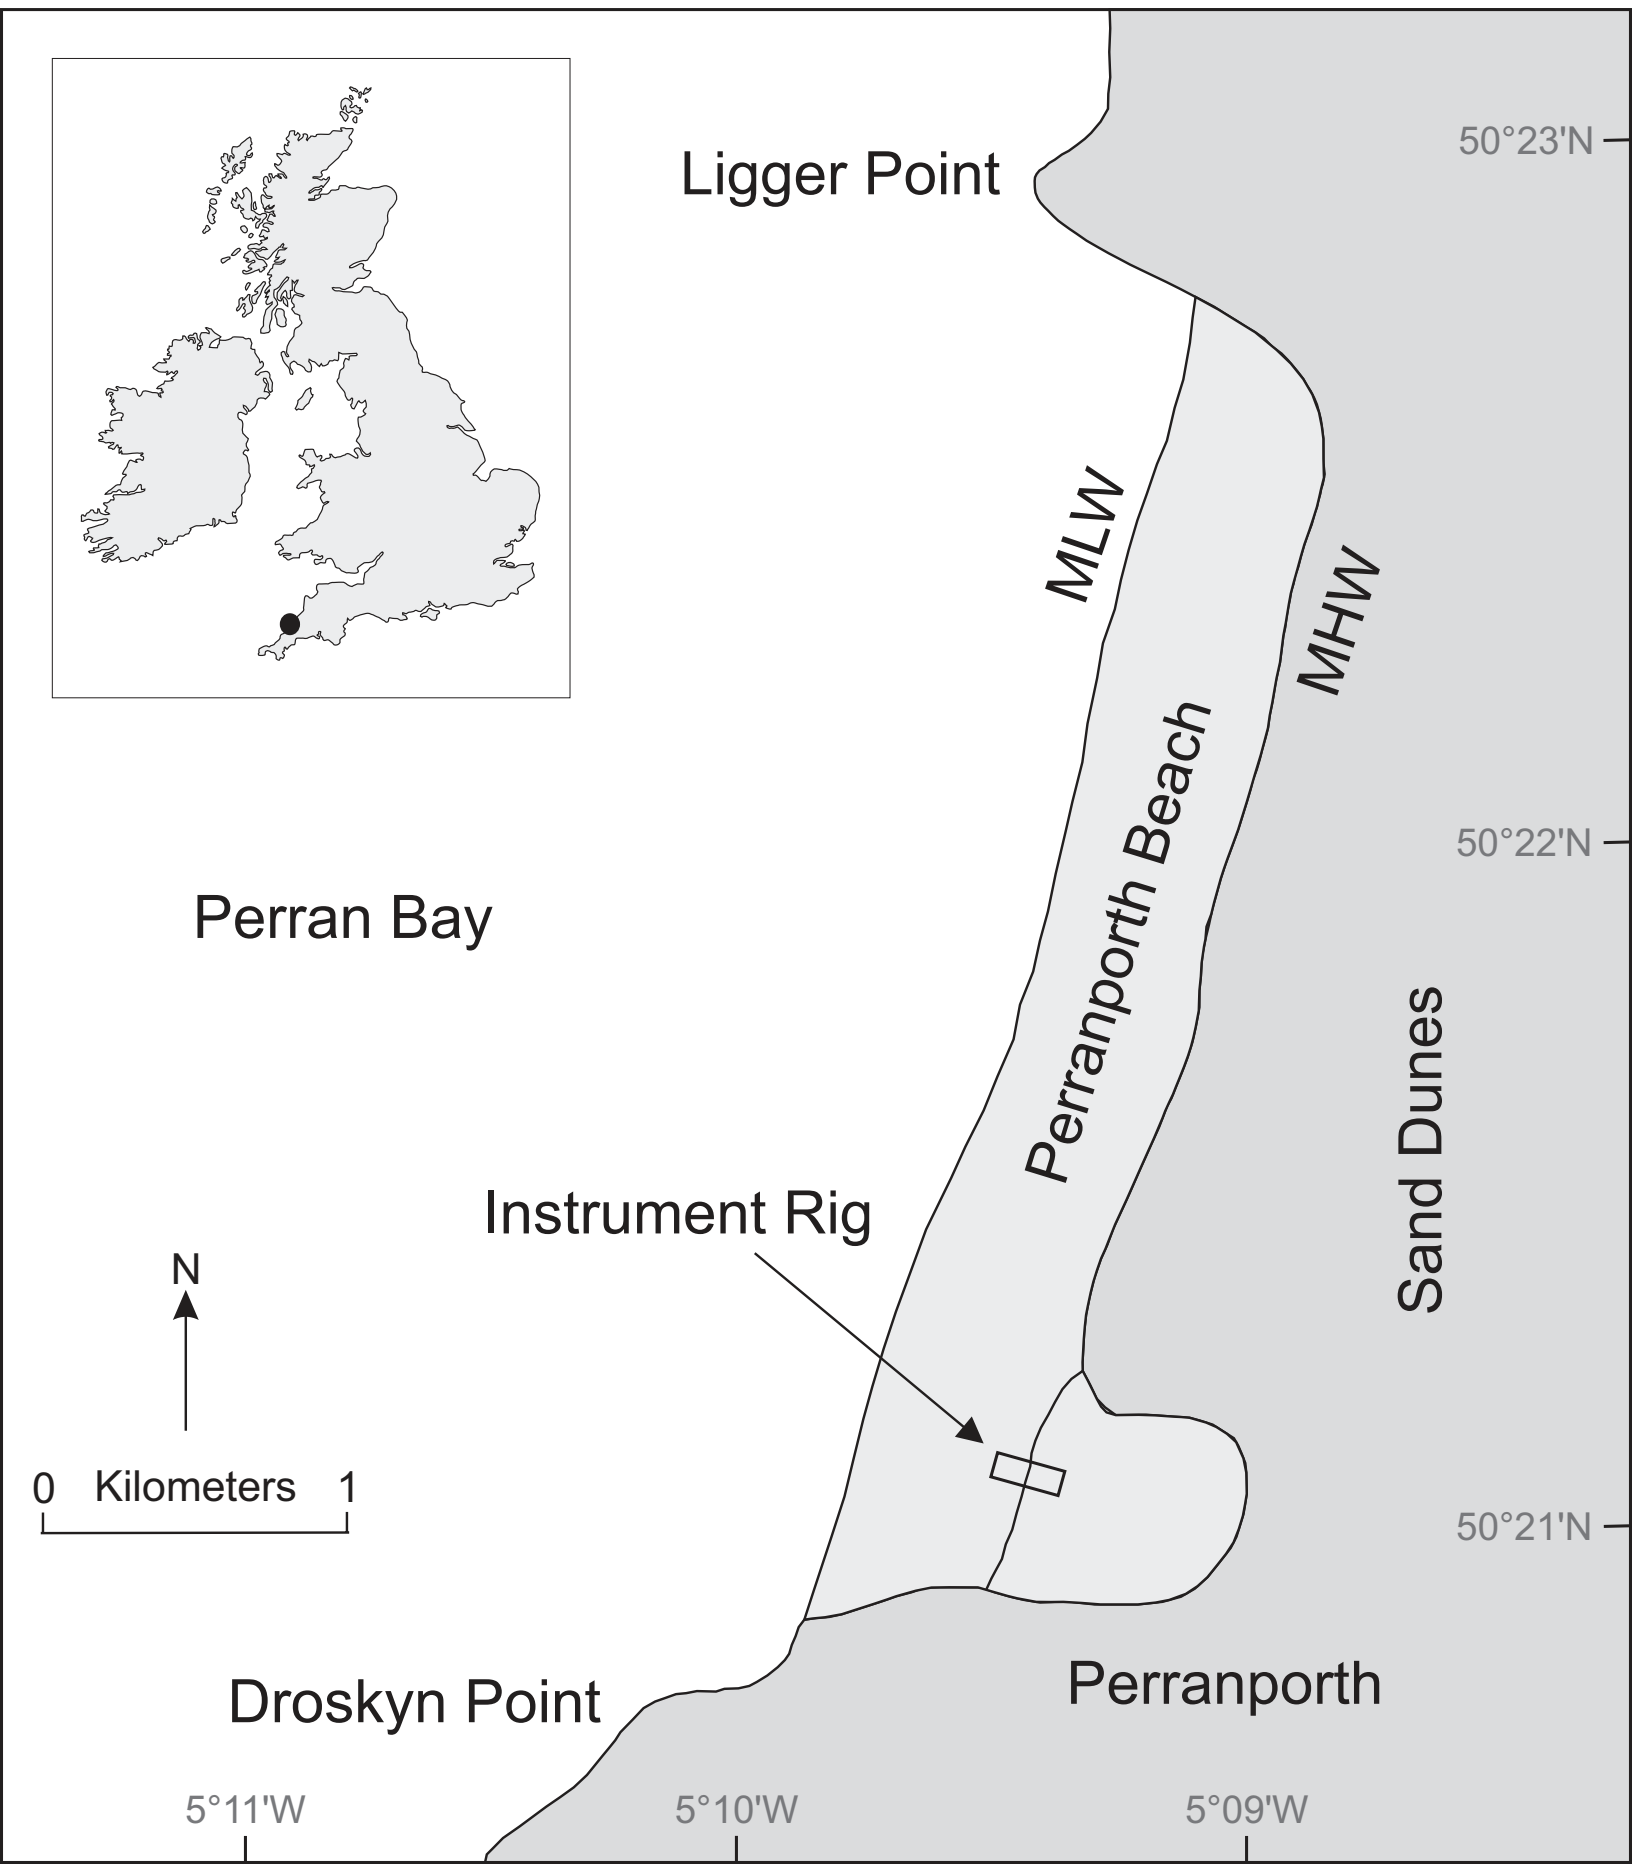 50°23'N
Ligger Point
MLW
MHW
Perranporth Beach
50°22'N
Perran Bay
Sand Dunes
Instrument Rig
N
0 Kilometers 1
50°21'N
Droskyn Point
Perranporth
5°11'W
5°10'W
5°09'W